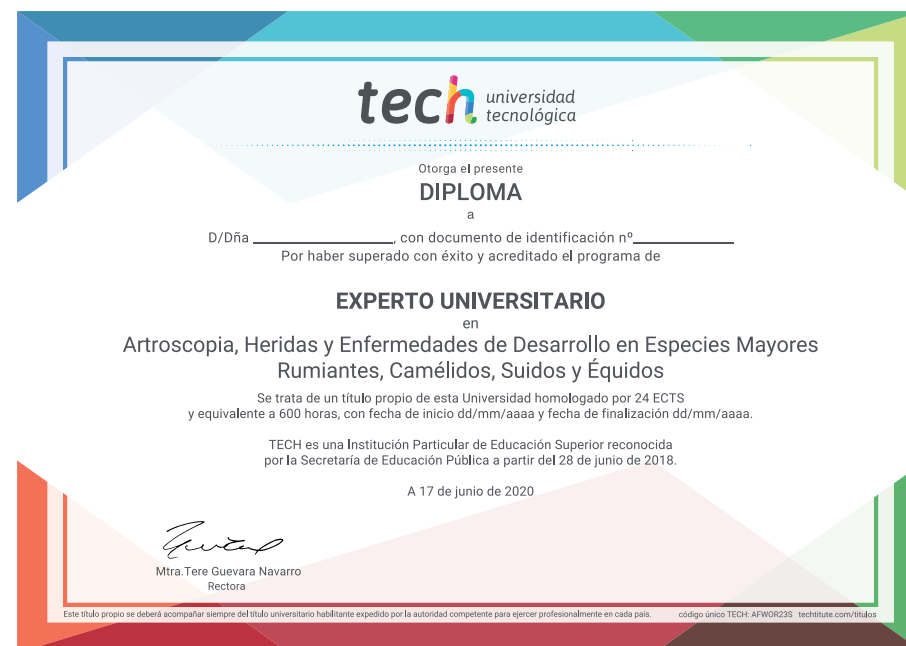 tech universidad
tecnológica
Otorga el presente
DIPLOMA
a
D/Dña ____________________, con documento de identificación nº______________
Por haber superado con éxito y acreditado el programa de
EXPERTO UNIVERSITARIO
en
Artroscopia, Heridas y Enfermedades de Desarrollo en Especies Mayores
Rumiantes, Camélidos, Suidos y Équidos
Se trata de un título propio de esta Universidad homologado por 24 ECTS
y equivalente a 600 horas, con fecha de inicio dd/mm/aaaa y fecha de finalización dd/mm/aaaa.
TECH es una Institución Particular de Educación Superior reconocida
por la Secretaría de Educación Pública a partir del 28 de junio de 2018.
A 17 de junio de 2020
Mtra.Tere Guevara Navarro
Rectora
Este título propio se deberá acompañar siempre del título universitario habilitante expedido por la autoridad competente para ejercer profesionalmente en cada país. código único TECH: AFWOR23S techtitute.com/titulos